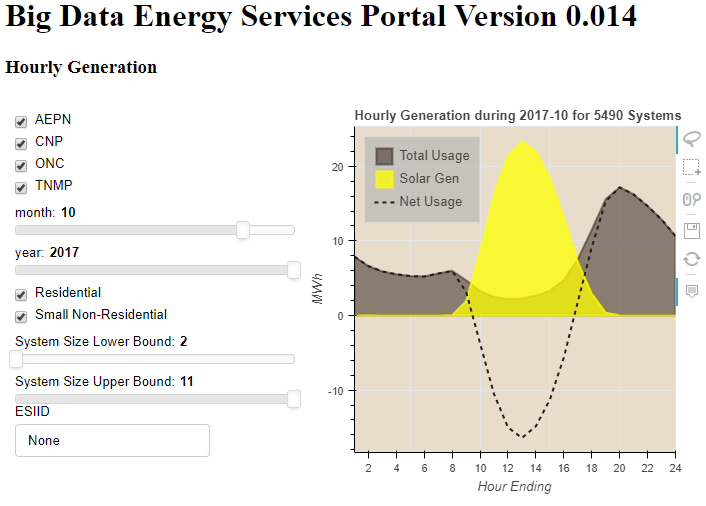 Big Data Energy Services Portal Version 0.014
Hourly Generation
AEPN
CNP
ONC
TNMP
month: 10
year: 2017
Residential
Small Non-Residential
System Size Lower Bound: 2
System Size Upper Bound: 11
ESIID
None
Hourly Generation during 2017-10 for 5490 Systems
Total Usage
Solar Gen
Net Usage
20
10
0
-10
MWh
2 4 6 8 10 12 14 16 18 20 22 24
Hour Ending